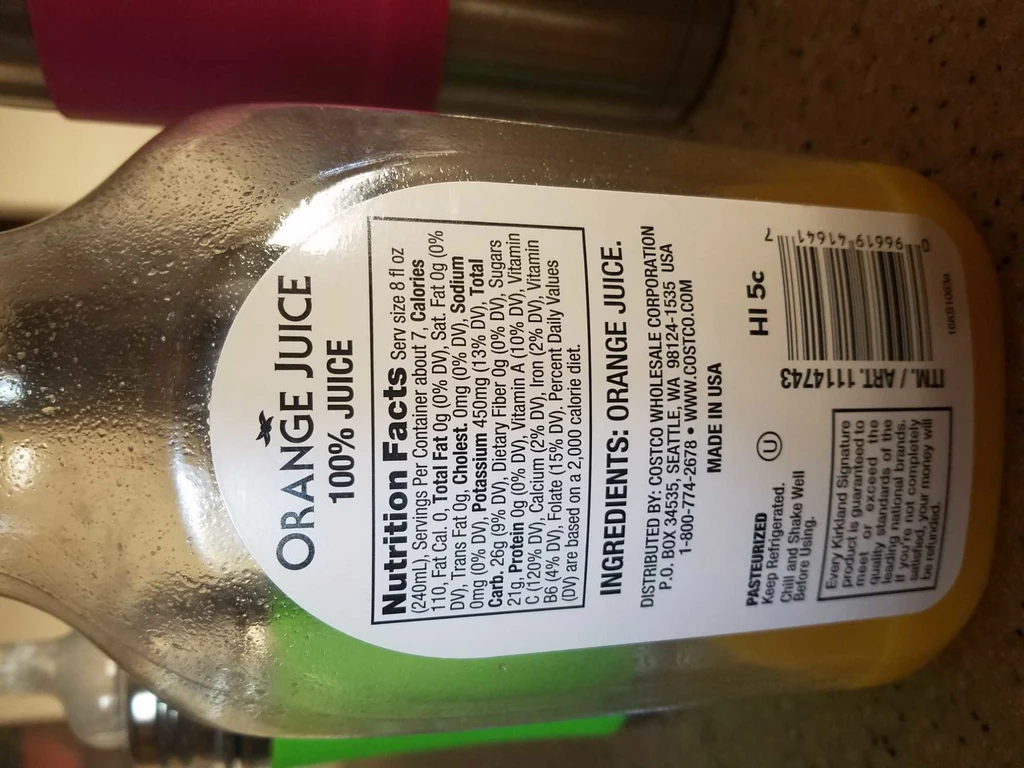 ORANGE JUICE
100% JUICE
Nutrition Facts Serv size 8 fl oz
(240mL), Servings Per Container about 7, Calories
110, Fat Cal. 0, Total Fat 0g (0% DV), Sat. Fat 0g (0%
DV), Trans Fat 0g, Cholest. 0mg (0% DV), Sodium
0mg (0% DV), Potassium 450mg (13% DV), Total
Carb. 26g (9% DV), Dietary Fiber 0g (0% DV), Sugars
21g, Protein 0g (0% DV), Vitamin A (10% DV), Vitamin
C (120% DV), Calcium (2% DV), Iron (2% DV), Vitamin
B6 (4% DV), Folate (15% DV). Percent Daily Values
(DV) are based on a 2,000 calorie diet.
INGREDIENTS: ORANGE JUICE.
DISTRIBUTED BY: COSTCO WHOLESALE CORPORATION
P.O. BOX 34535, SEATTLE, WA 98124-1535 USA
1-800-774-2678 • WWW.COSTCO.COM
MADE IN USA
PASTEURIZED
Keep Refrigerated.
Chill and Shake Well
Before Using.
U
HI 5c
Every Kirkland Signature
product is guaranteed to
meet or exceed the
quality standards of the
leading national brands.
If you're not completely
satisfied, your money will
be refunded.
ITM. / ART. 1114743
0 96619 41641 7